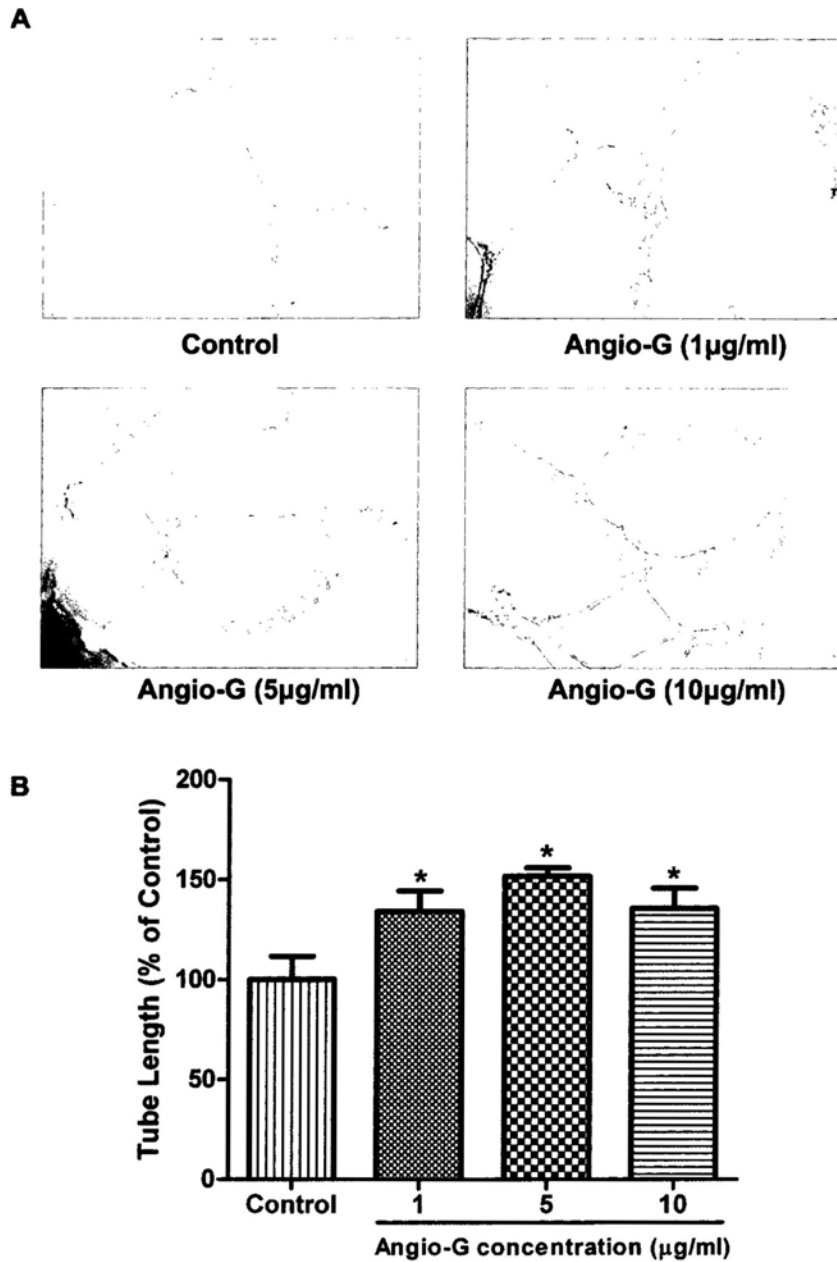 A
Control
Angio-G (1µg/ml)
Angio-G (5µg/ml)
Angio-G (10µg/ml)
B
Tube Length (% of Control)
200
150
100
50
0
* * *
Control 1 5 10
Angio-G concentration (µg/ml)